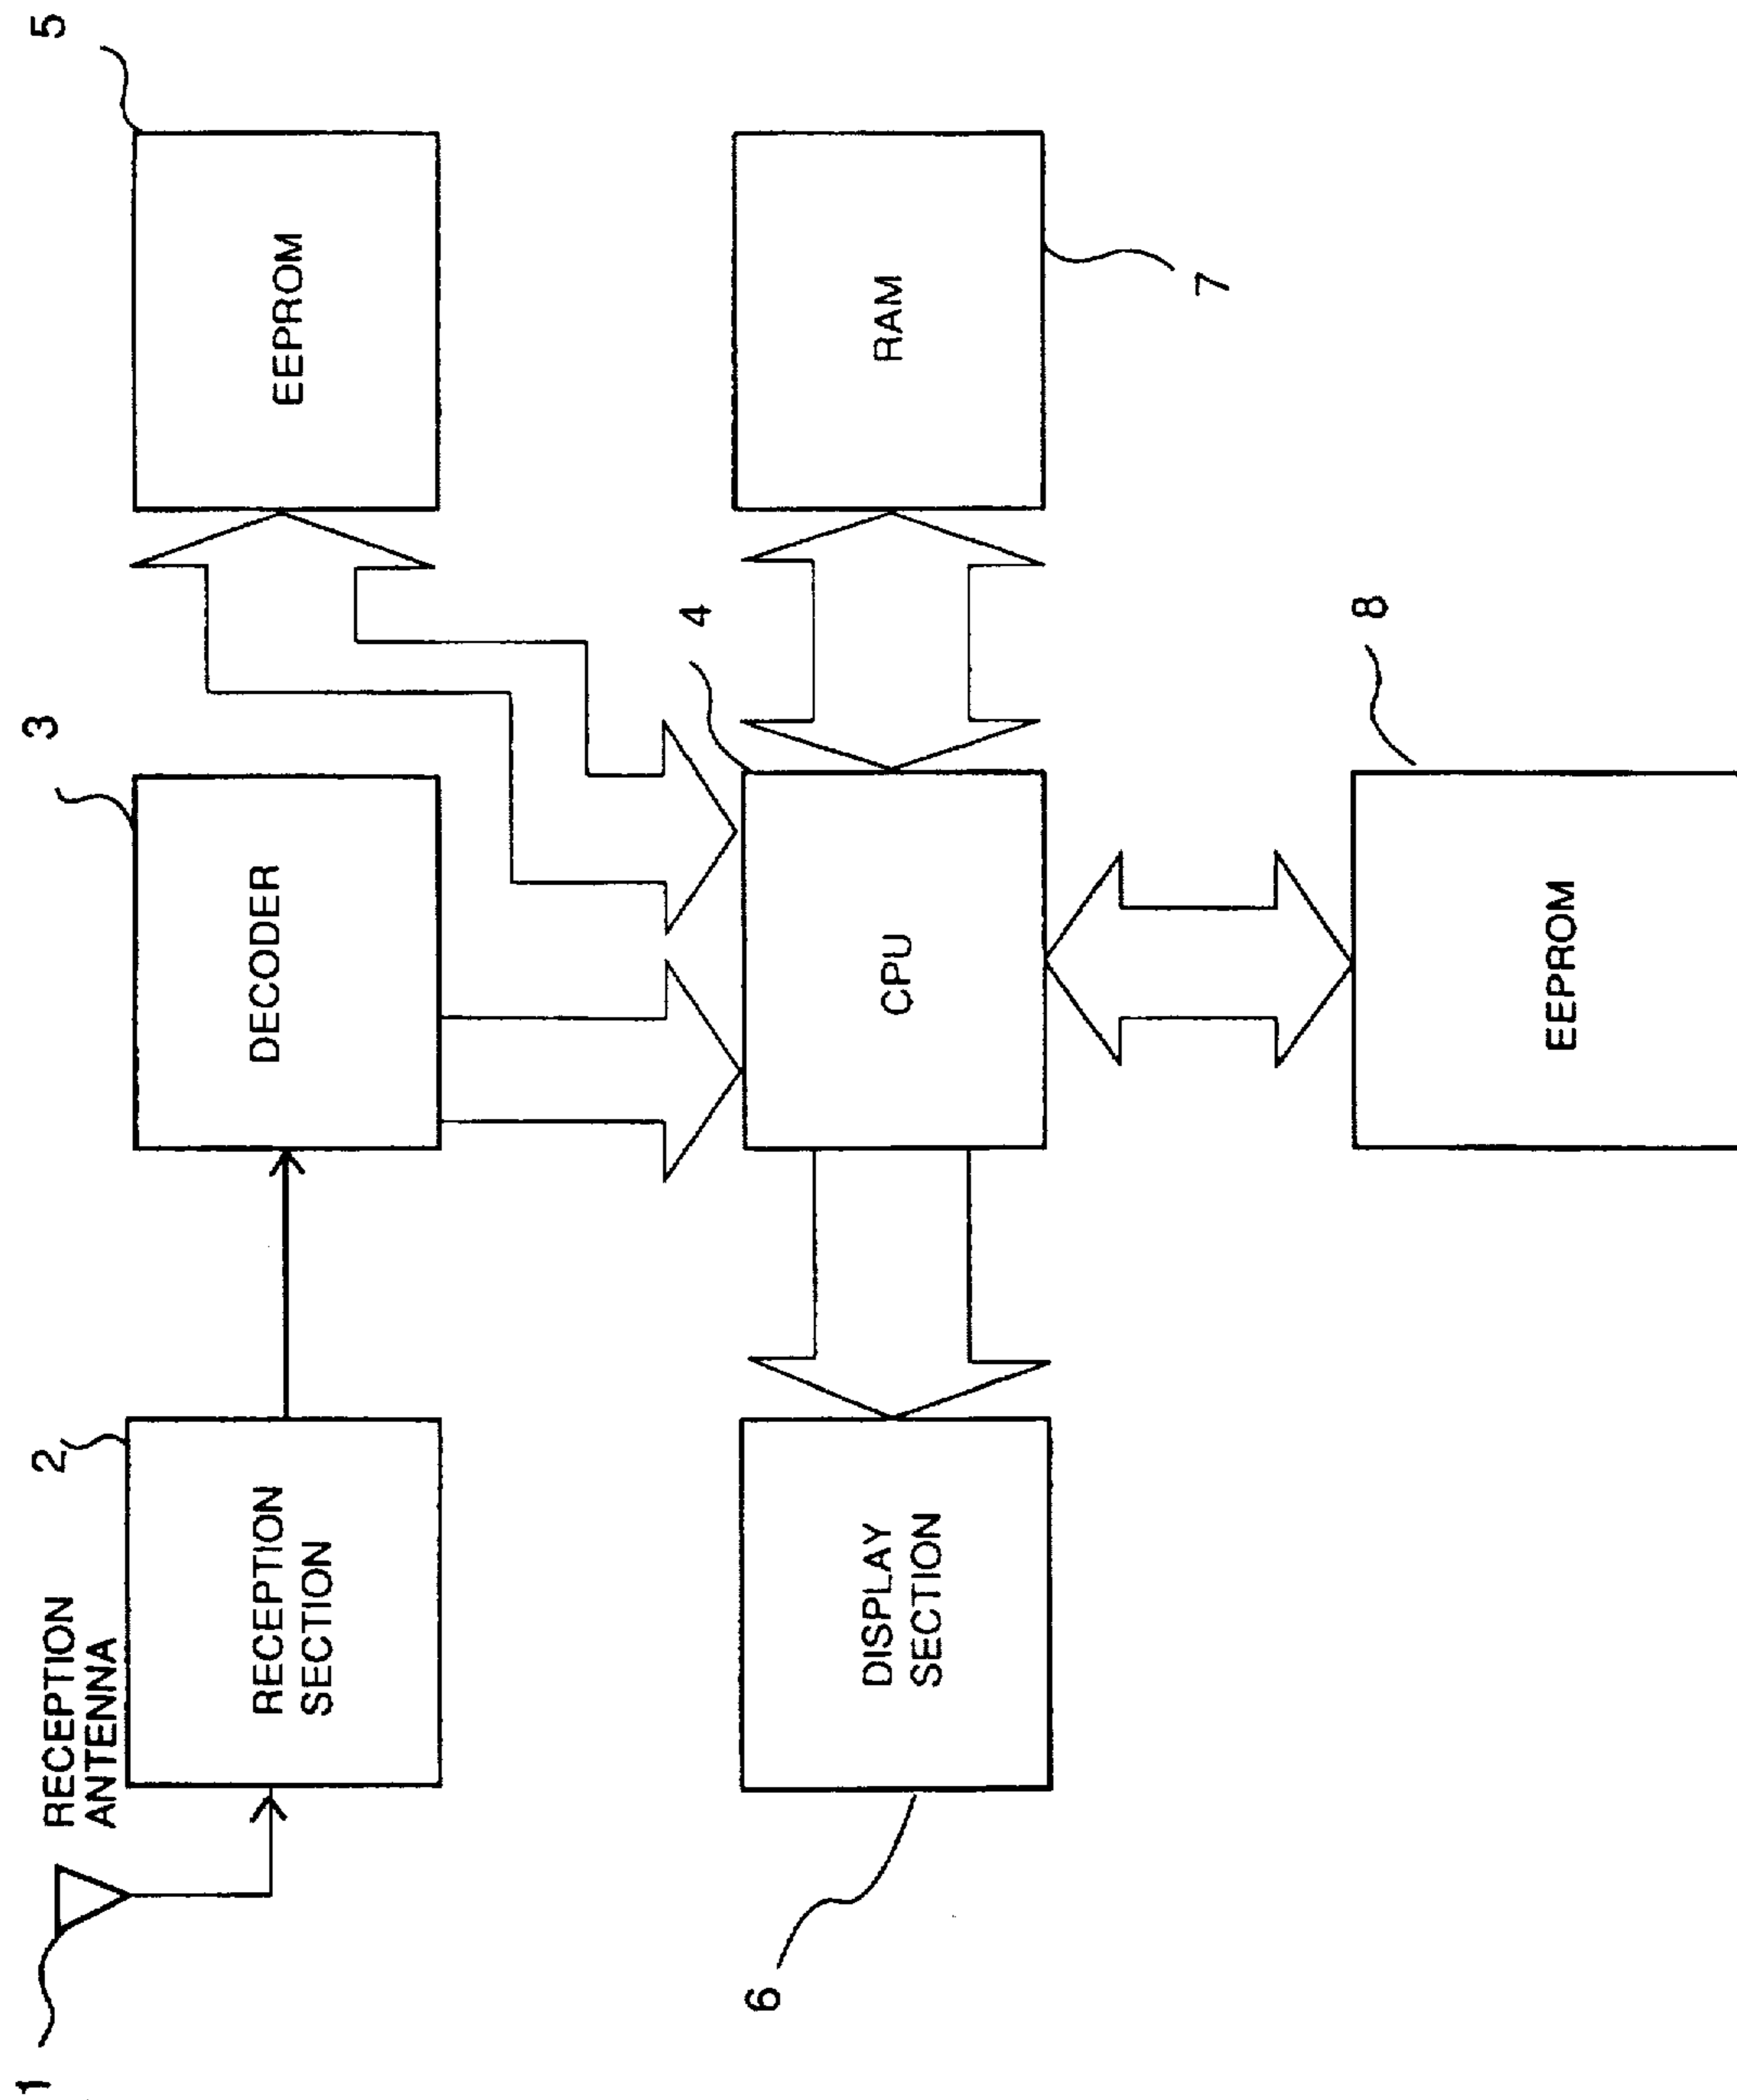 1
RECEPTION
ANTENNA
2
RECEPTION
SECTION
3
DECODER
5
EEPROM
4
CPU
6
DISPLAY
SECTION
7
RAM
8
EEPROM